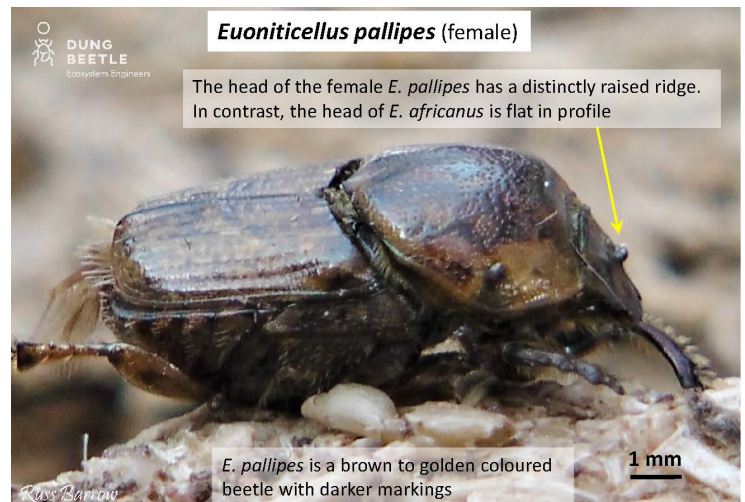 DUNG
BEETLE
Ecosystem Engineers
Euoniticellus pallipes (female)
The head of the female E. pallipes has a distinctly raised ridge.
In contrast, the head of E. africanus is flat in profile
E. pallipes is a brown to golden coloured
beetle with darker markings
1 mm
Russ Barrow